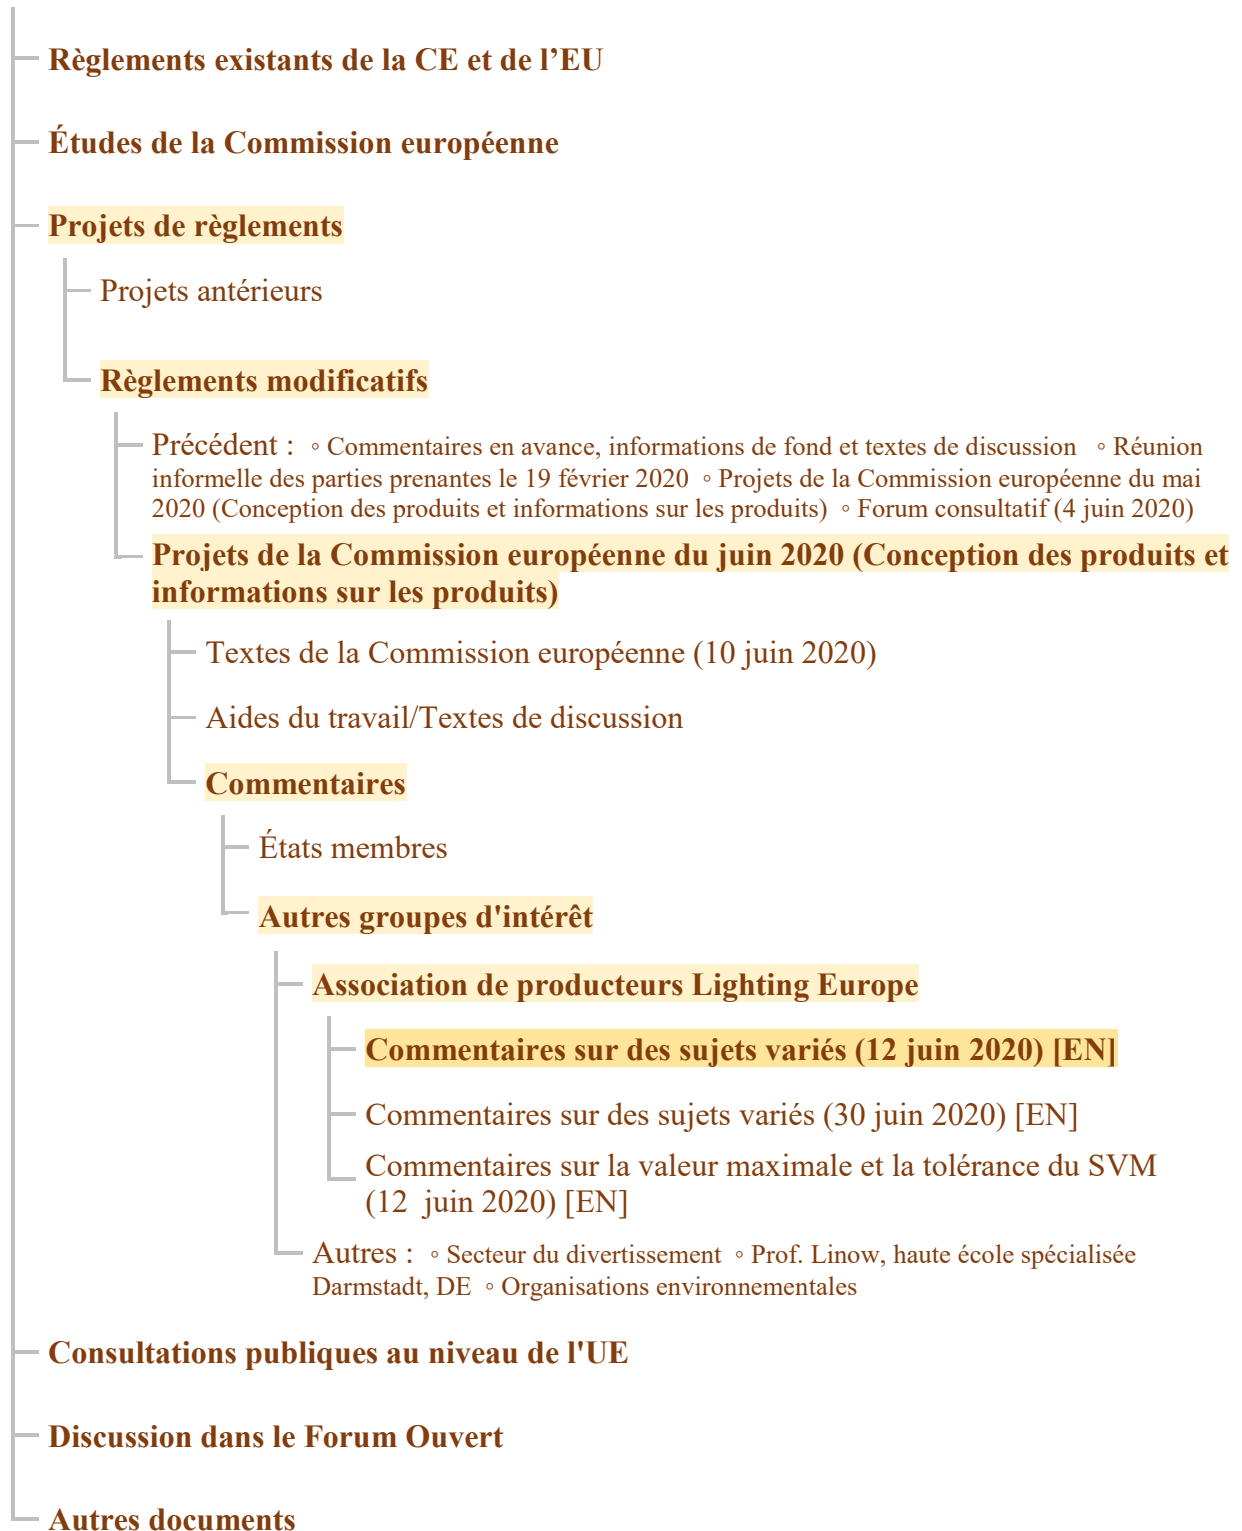 Règlements existants de la CE et de l’EU
Études de la Commission européenne
Projets de règlements
Projets antérieurs
Règlements modificatifs
Précédent : ◦ Commentaires en avance, informations de fond et textes de discussion ◦ Réunion
informelle des parties prenantes le 19 février 2020 ◦ Projets de la Commission européenne du mai
2020 (Conception des produits et informations sur les produits) ◦ Forum consultatif (4 juin 2020)
Projets de la Commission européenne du juin 2020 (Conception des produits et
informations sur les produits)
Textes de la Commission européenne (10 juin 2020)
Aides du travail/Textes de discussion
Commentaires
États membres
Autres groupes d'intérêt
Association de producteurs Lighting Europe
Commentaires sur des sujets variés (12 juin 2020) [EN]
Commentaires sur des sujets variés (30 juin 2020) [EN]
Commentaires sur la valeur maximale et la tolérance du SVM
(12 juin 2020) [EN]
Autres : ◦ Secteur du divertissement ◦ Prof. Linow, haute école spécialisée
Darmstadt, DE ◦ Organisations environnementales
Consultations publiques au niveau de l'UE
Discussion dans le Forum Ouvert
Autres documents